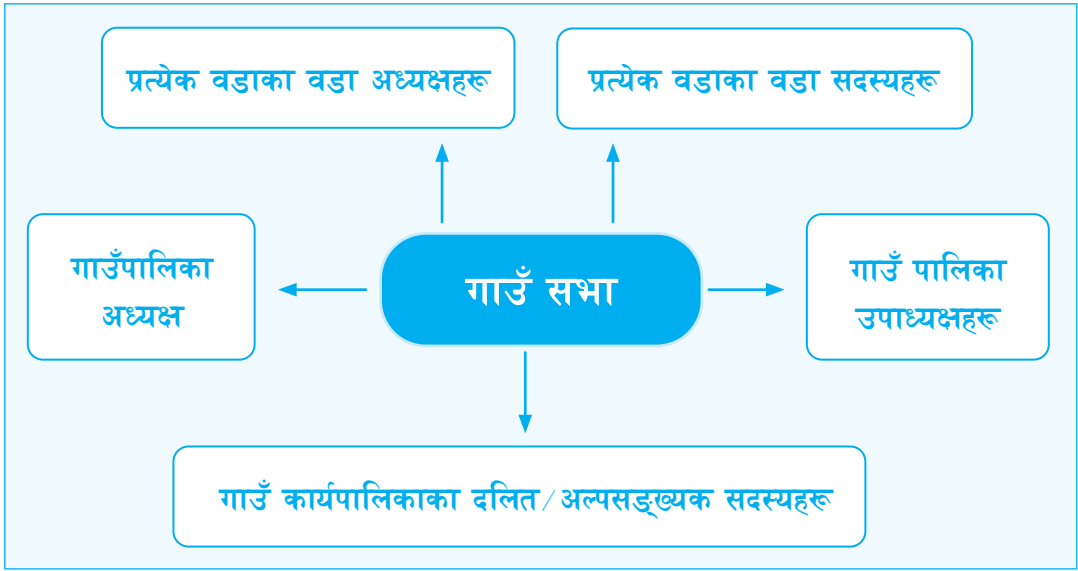 प्रत्येक वडाका वडा अध्यक्षहरू
प्रत्येक वडाका वडा सदस्यहरू
गाउँपालिका
अध्यक्ष
गाउँ सभा
गाउँ पालिका
उपाध्यक्षहरू
गाउँ कार्यपालिकाका दलित/अल्पसङ्ख्यक सदस्यहरू